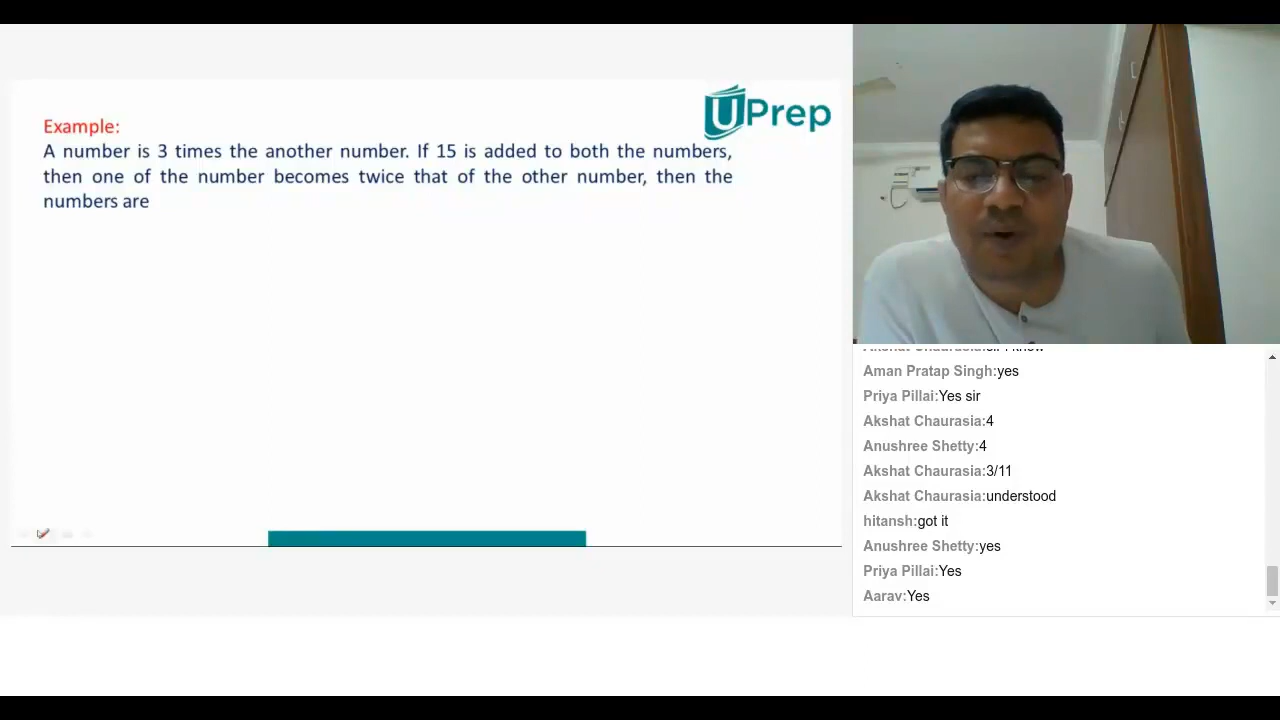 UPrep
Example:
A number is 3 times the another number. If 15 is added to both the numbers,
then one of the number becomes twice that of the other number, then the
numbers are
Aman Pratap Singh:yes
Priya Pillai:Yes sir
Akshat Chaurasia:4
Anushree Shetty:4
Akshat Chaurasia:3/11
Akshat Chaurasia:understood
hitansh:got it
Anushree Shetty:yes
Priya Pillai:Yes
Aarav:Yes